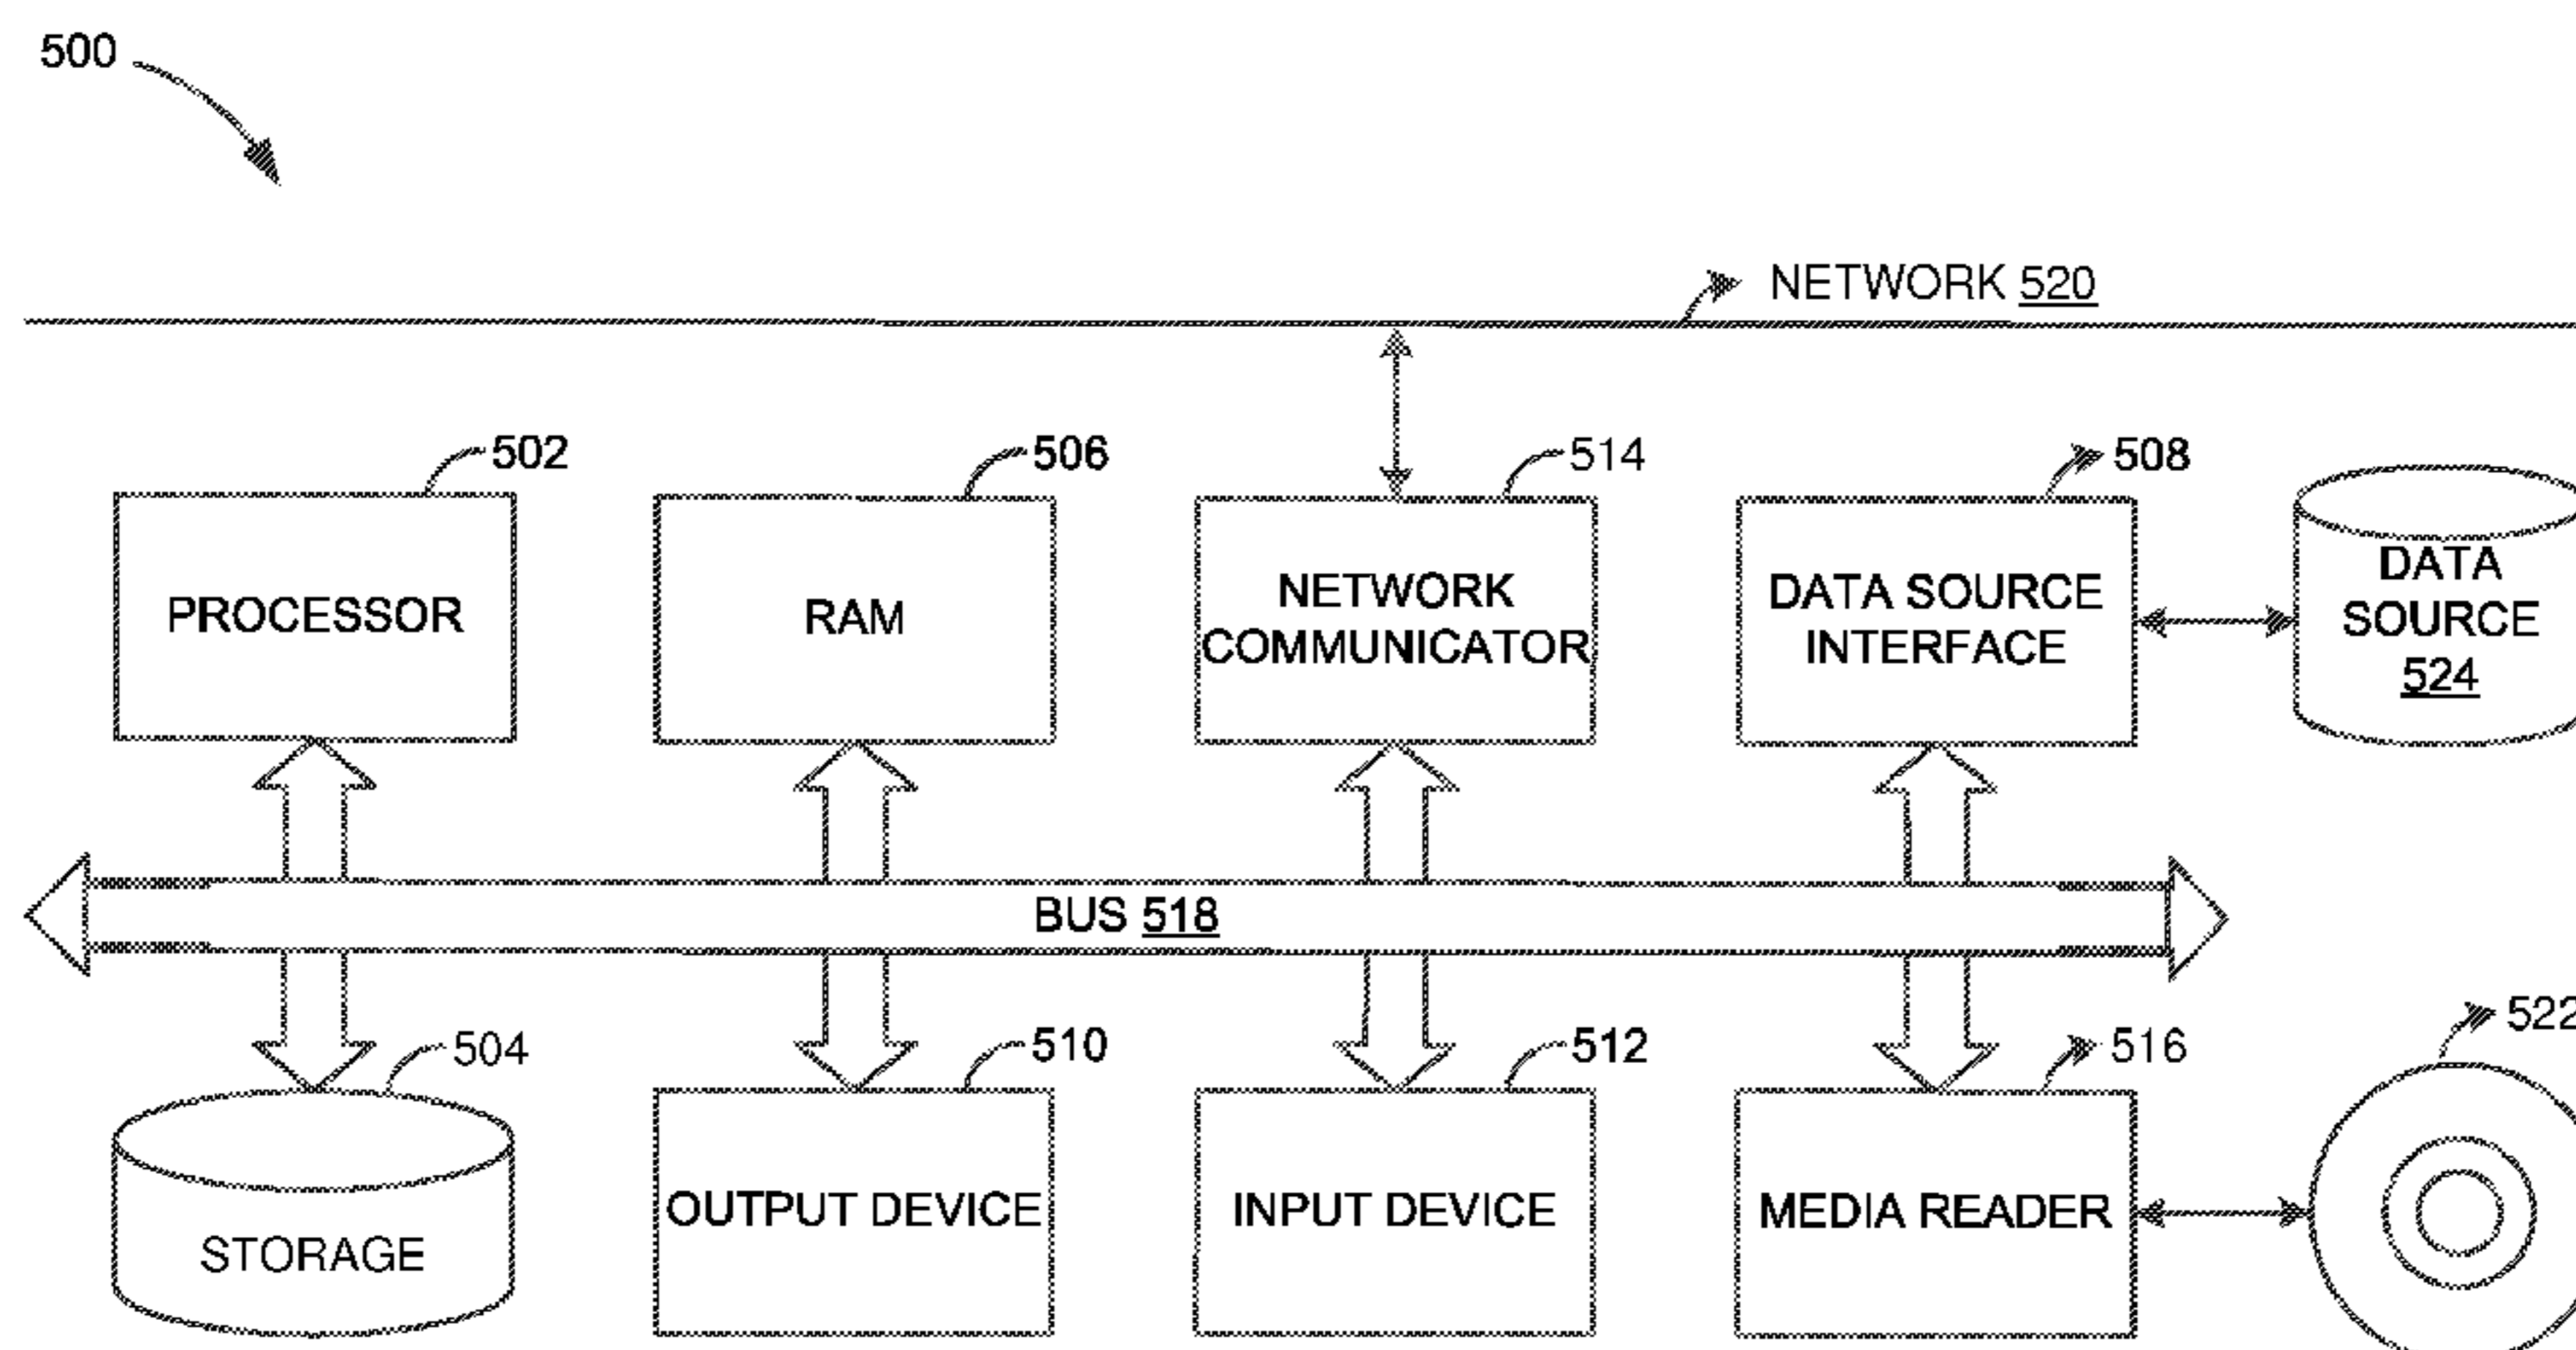 500
NETWORK 520
502
506
514
508
PROCESSOR
RAM
NETWORK
COMMUNICATOR
DATA SOURCE
INTERFACE
DATA
SOURCE
524
BUS 518
504
510
512
516
522
STORAGE
OUTPUT DEVICE
INPUT DEVICE
MEDIA READER